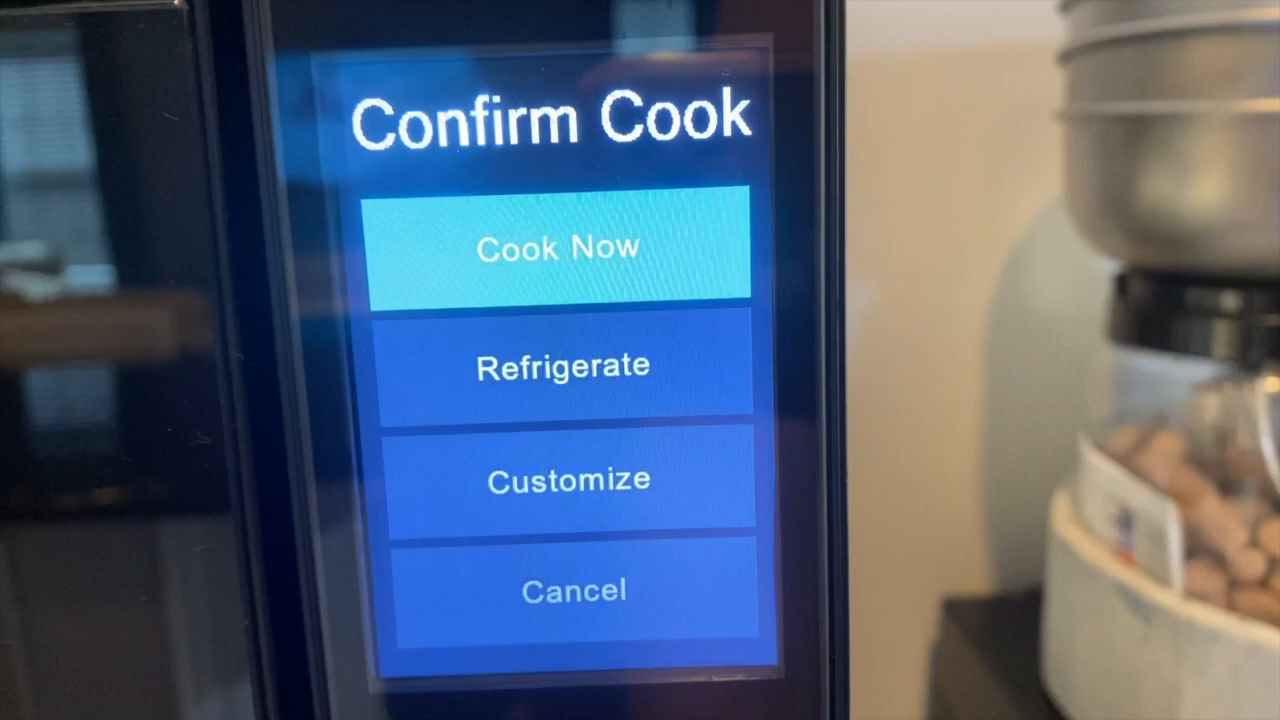 Confirm Cook
Cook Now
Refrigerate
Customize
Cancel